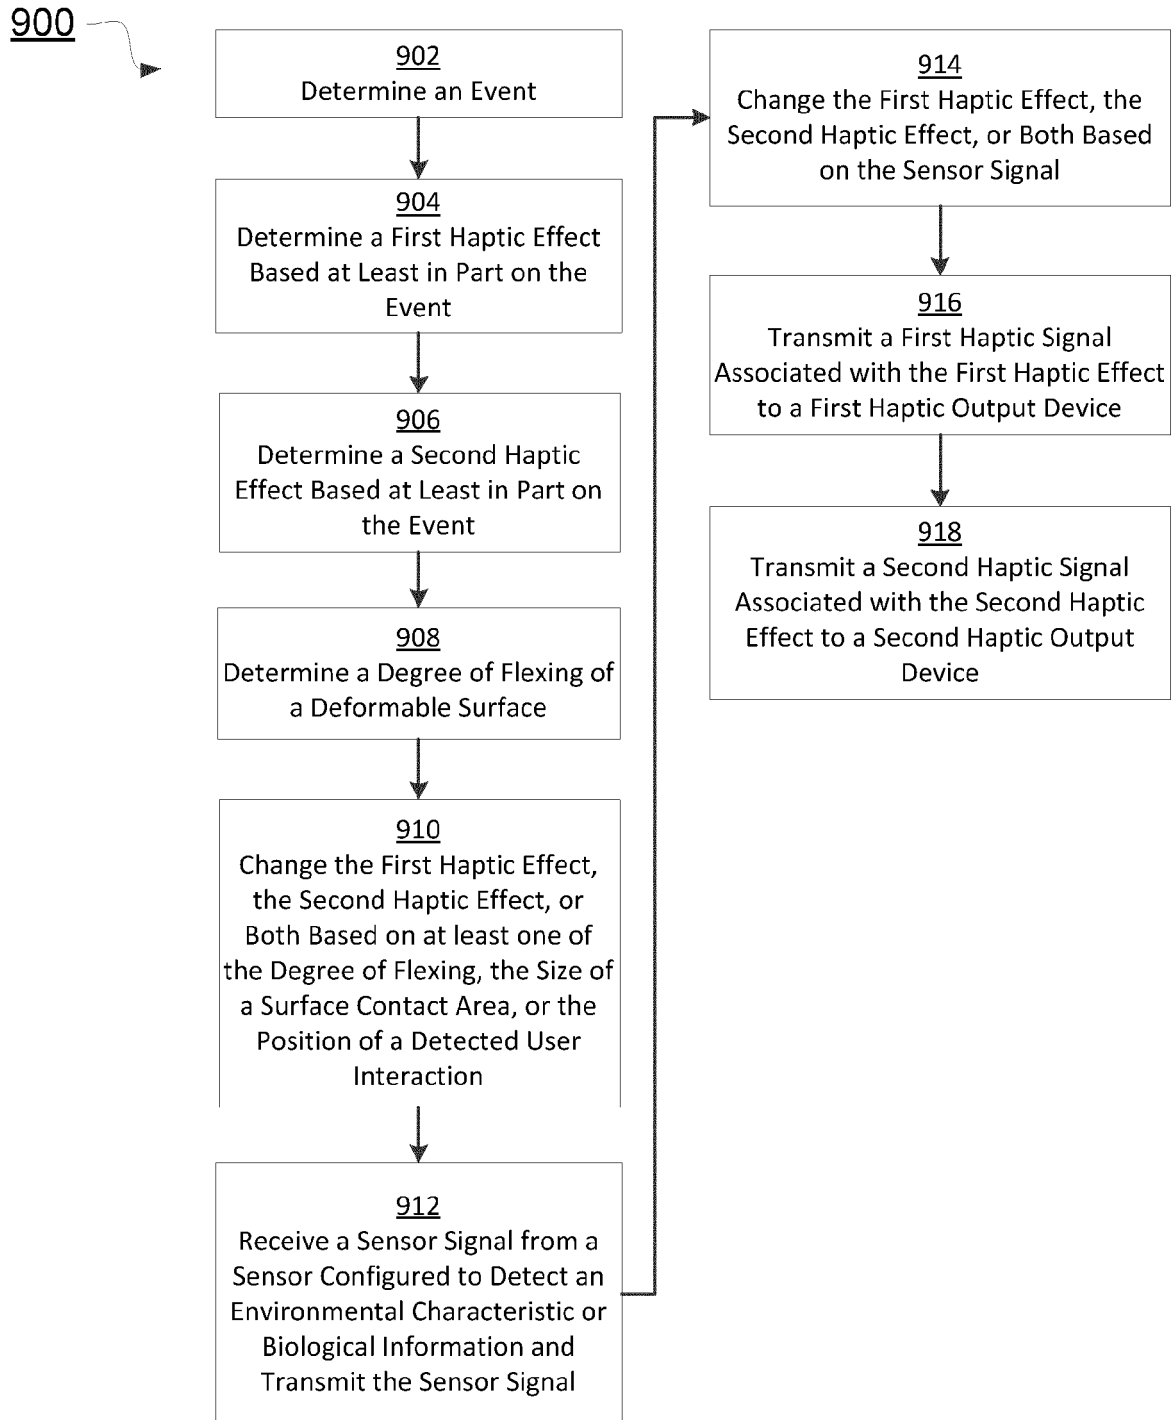 900
902
Determine an Event
904
Determine a First Haptic Effect
Based at Least in Part on the
Event
906
Determine a Second Haptic
Effect Based at Least in Part on
the Event
908
Determine a Degree of Flexing of
a Deformable Surface
910
Change the First Haptic Effect,
the Second Haptic Effect, or
Both Based on at least one of
the Degree of Flexing, the Size of
a Surface Contact Area, or the
Position of a Detected User
Interaction
912
Receive a Sensor Signal from a
Sensor Configured to Detect an
Environmental Characteristic or
Biological Information and
Transmit the Sensor Signal
914
Change the First Haptic Effect, the
Second Haptic Effect, or Both Based
on the Sensor Signal
916
Transmit a First Haptic Signal
Associated with the First Haptic Effect
to a First Haptic Output Device
918
Transmit a Second Haptic Signal
Associated with the Second Haptic
Effect to a Second Haptic Output
Device